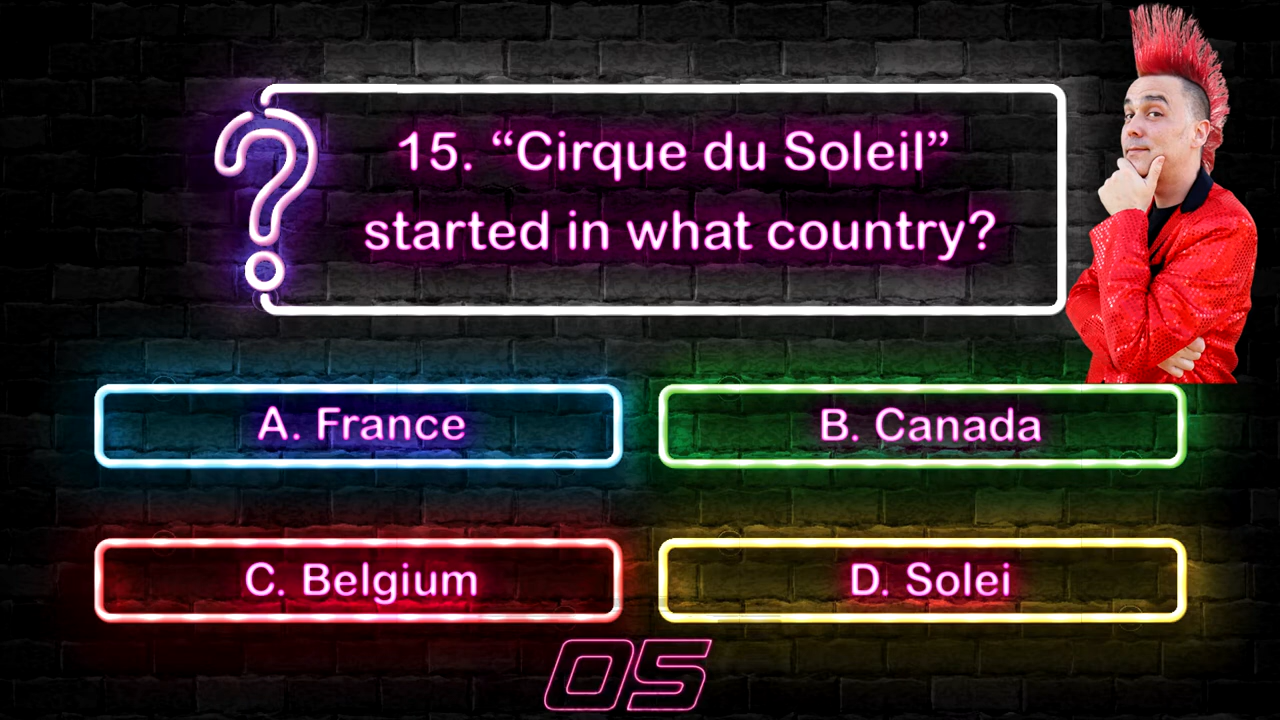 15. “Cirque du Soleil”
started in what country?
A. France
B. Canada
C. Belgium
D. Solei
05